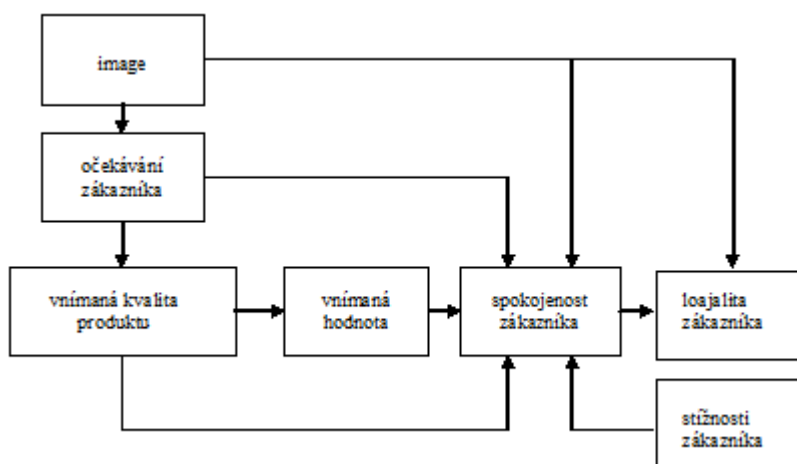 image
očekávání
zákazníka
vnímaná kvalita
produktu
vnímaná
hodnota
spokojenost
zákazníka
loajalita
zákazníka
stížnosti
zákazníka